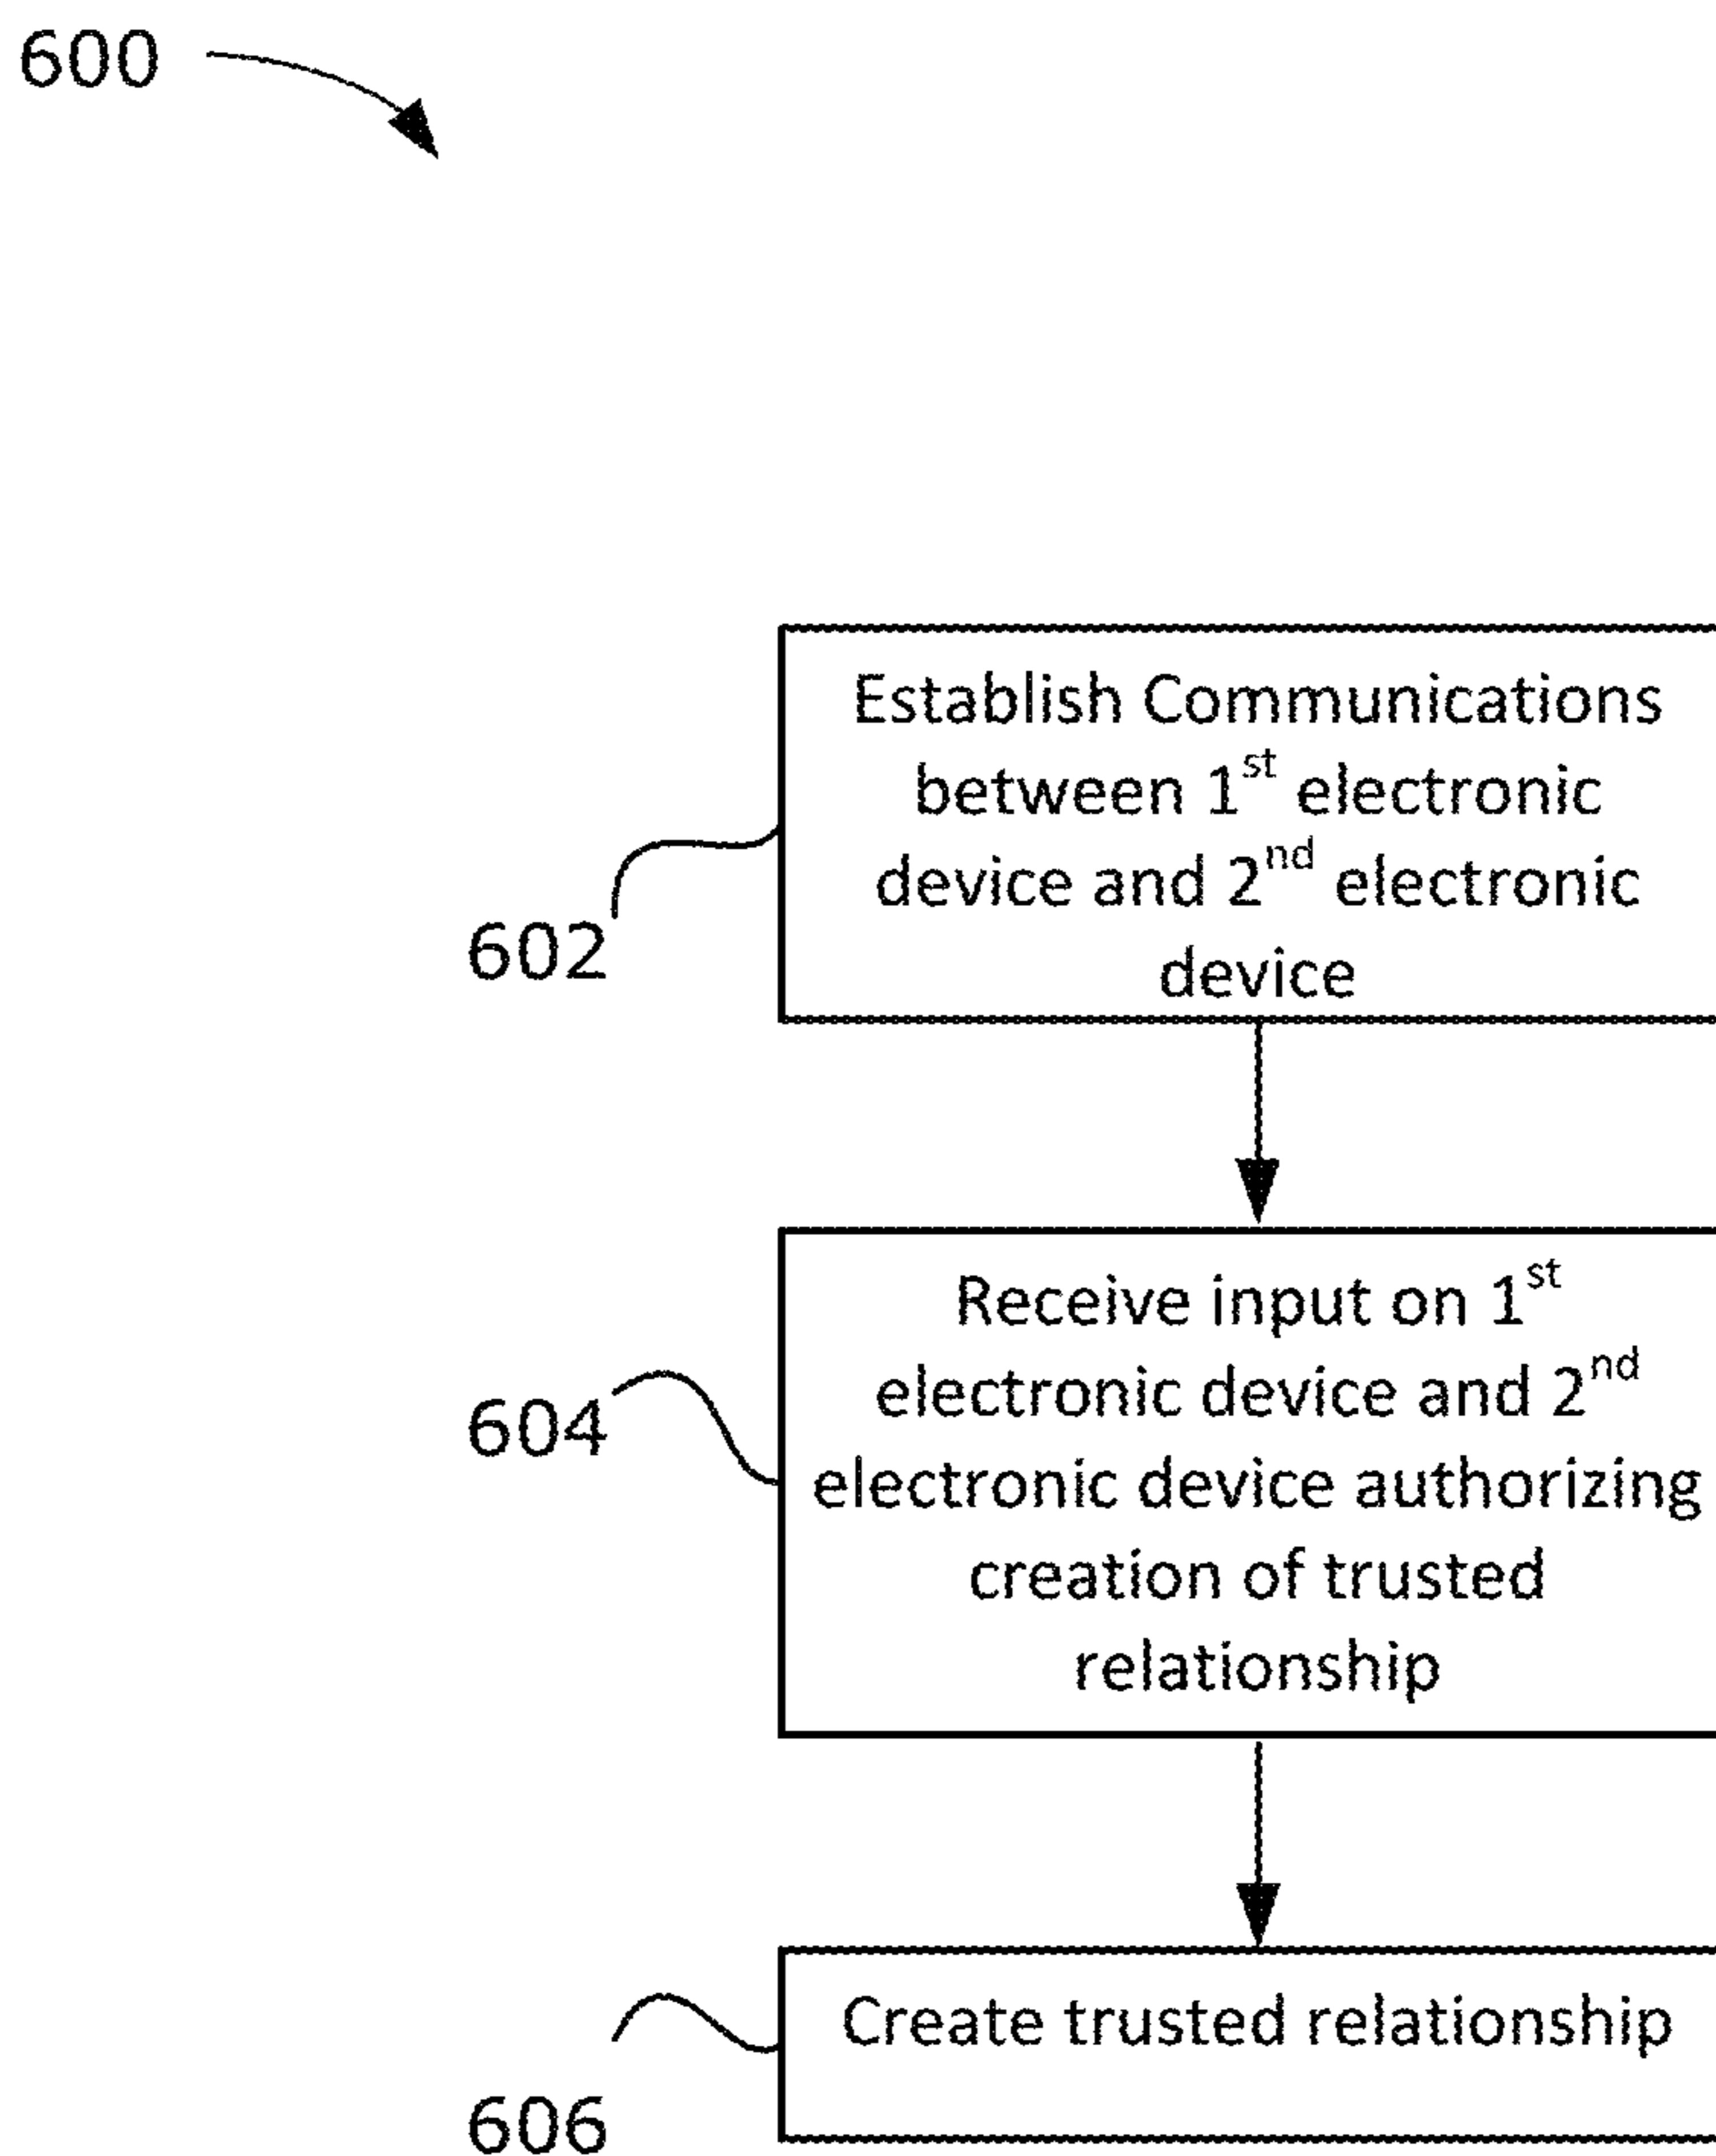 600
Establish Communications
between 1st electronic
device and 2nd electronic
device
602
Receive input on 1st
electronic device and 2nd
electronic device authorizing
creation of trusted
relationship
604
Create trusted relationship
606